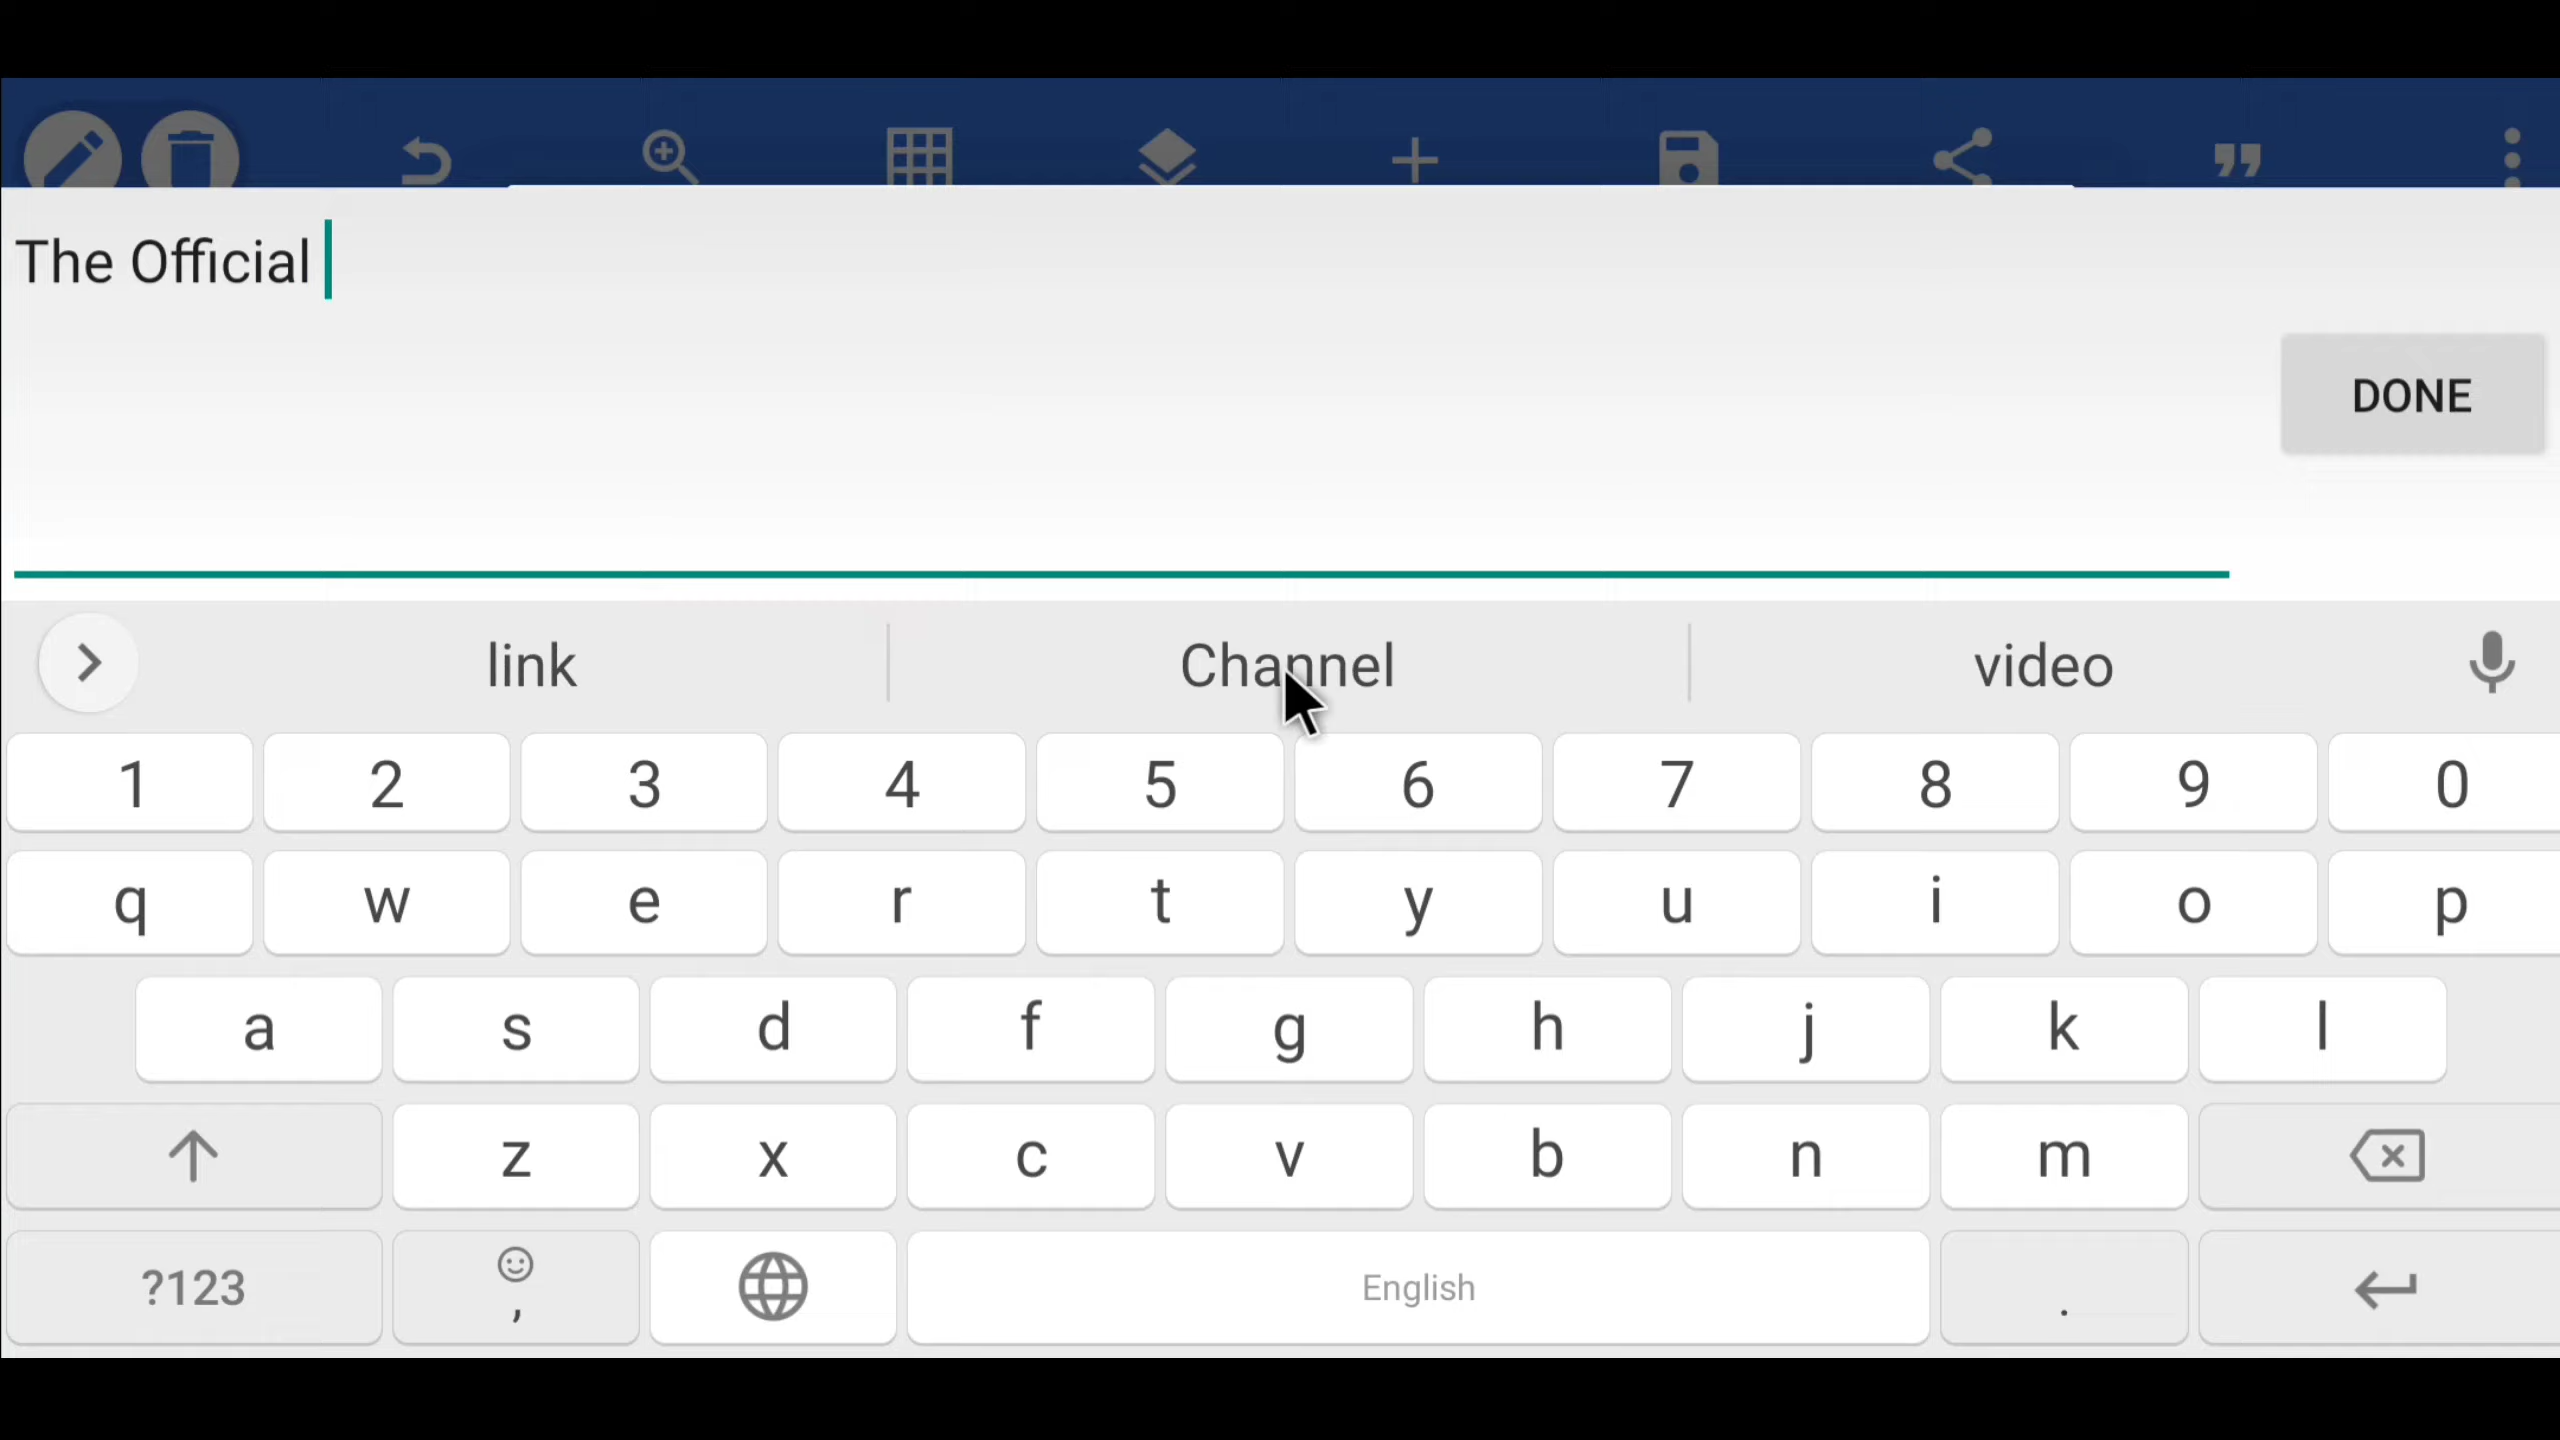 The Official
DONE
link Channel video
1 2 3 4 5 6 7 8 9 0
q w e r t y u i o p
a s d f g h j k l
z x c v b n m
?123 , English .